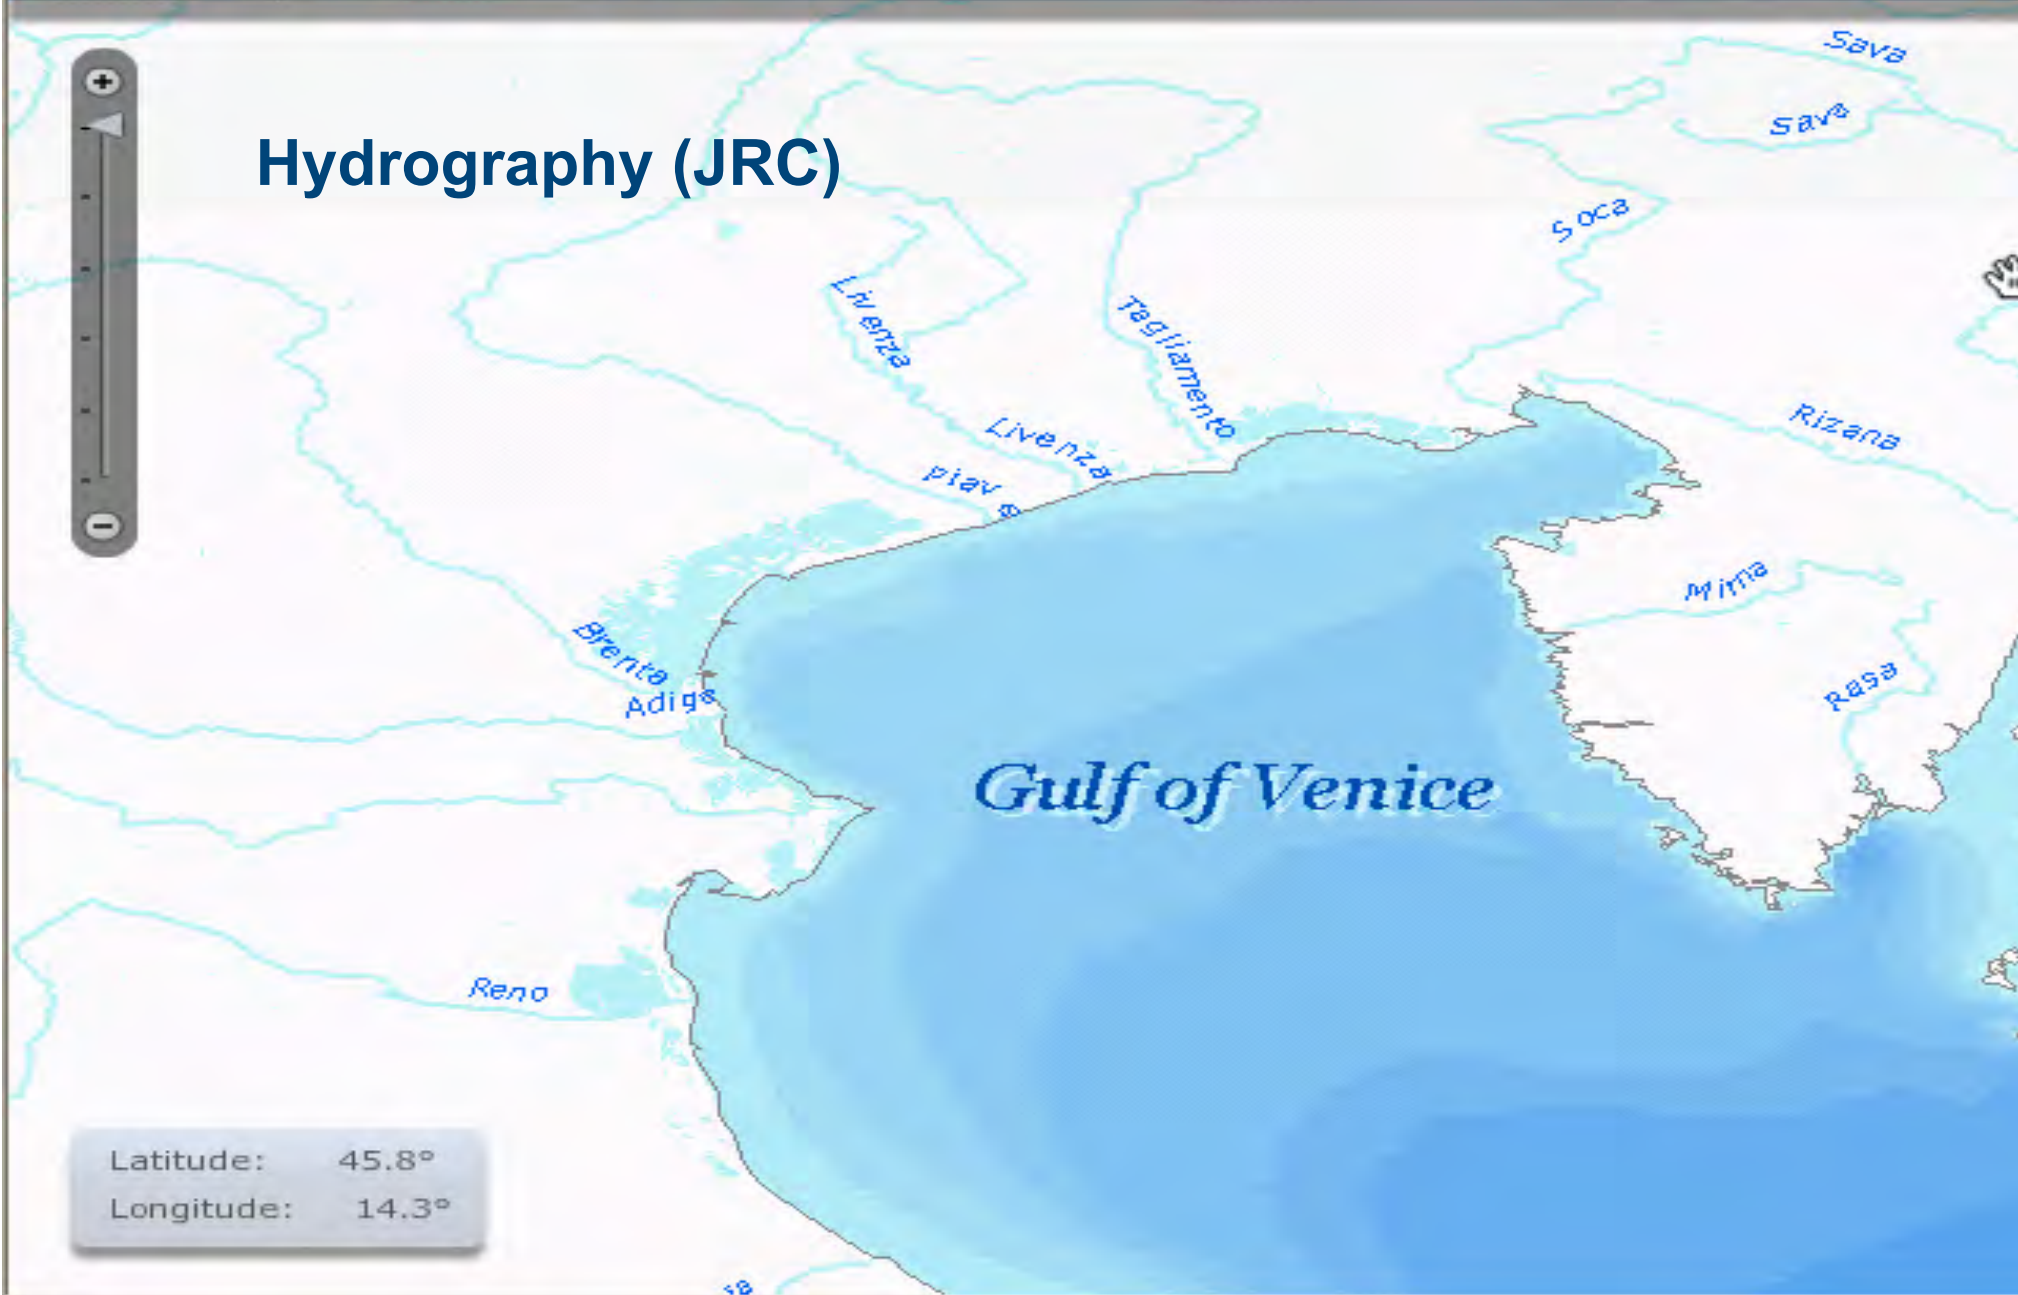 Sava
Sava
Hydrography (JRC)
Soca
Livenza
Tagliamento
Rizana
Livenza
piave
Mirna
Brenta
Rasa
Adige
Gulf of Venice
Reno
Latitude: 45.8°
Longitude: 14.3°